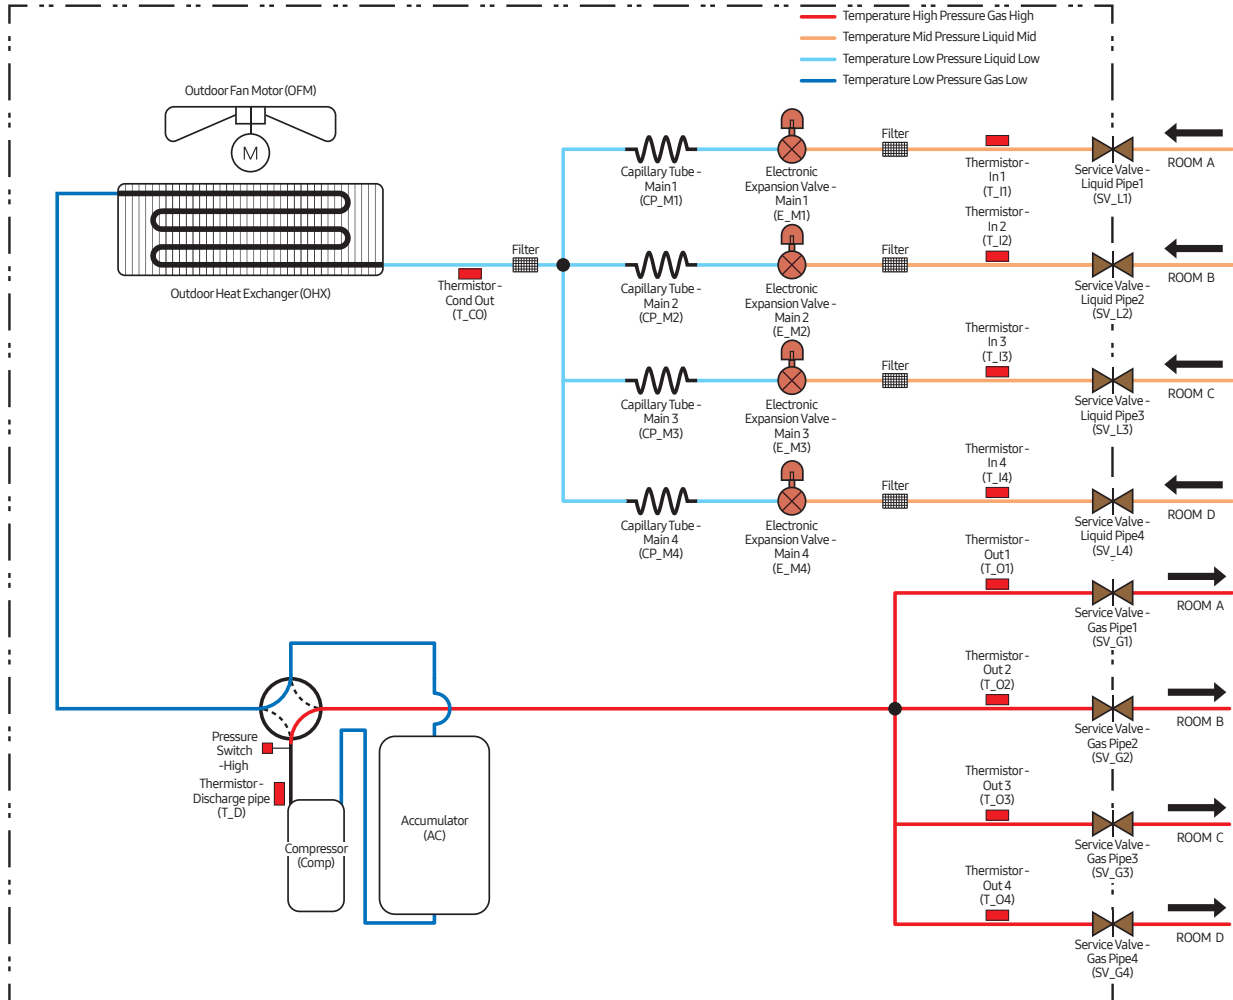 Temperature High Pressure Gas High
Temperature Mid Pressure Liquid Mid
Temperature Low Pressure Liquid Low
Temperature Low Pressure Gas Low
Outdoor Fan Motor (OFM)
M
Outdoor Heat Exchanger (OHX)
Thermistor -
Cond Out
(T_CO)
Filter
Capillary Tube -
Main 1
(CP_M1)
Electronic
Expansion Valve -
Main 1
(E_M1)
Filter
Thermistor-
In 1
(T_I1)
Service Valve -
Liquid Pipe1
(SV_L1)
ROOM A
Capillary Tube -
Main 2
(CP_M2)
Electronic
Expansion Valve -
Main 2
(E_M2)
Filter
Thermistor-
In 2
(T_I2)
Service Valve -
Liquid Pipe2
(SV_L2)
ROOM B
Capillary Tube -
Main 3
(CP_M3)
Electronic
Expansion Valve -
Main 3
(E_M3)
Filter
Thermistor-
In 3
(T_I3)
Service Valve -
Liquid Pipe3
(SV_L3)
ROOM C
Capillary Tube -
Main 4
(CP_M4)
Electronic
Expansion Valve -
Main 4
(E_M4)
Filter
Thermistor-
In 4
(T_I4)
Service Valve -
Liquid Pipe4
(SV_L4)
ROOM D
Thermistor-
Out 1
(T_O1)
Service Valve -
Gas Pipe1
(SV_G1)
ROOM A
Thermistor-
Out 2
(T_O2)
Service Valve -
Gas Pipe2
(SV_G2)
ROOM B
Thermistor-
Out 3
(T_O3)
Service Valve -
Gas Pipe3
(SV_G3)
ROOM C
Thermistor-
Out 4
(T_O4)
Service Valve -
Gas Pipe4
(SV_G4)
ROOM D
Pressure
Switch
-High
Thermistor -
Discharge pipe
(T_D)
Compressor
(Comp)
Accumulator
(AC)